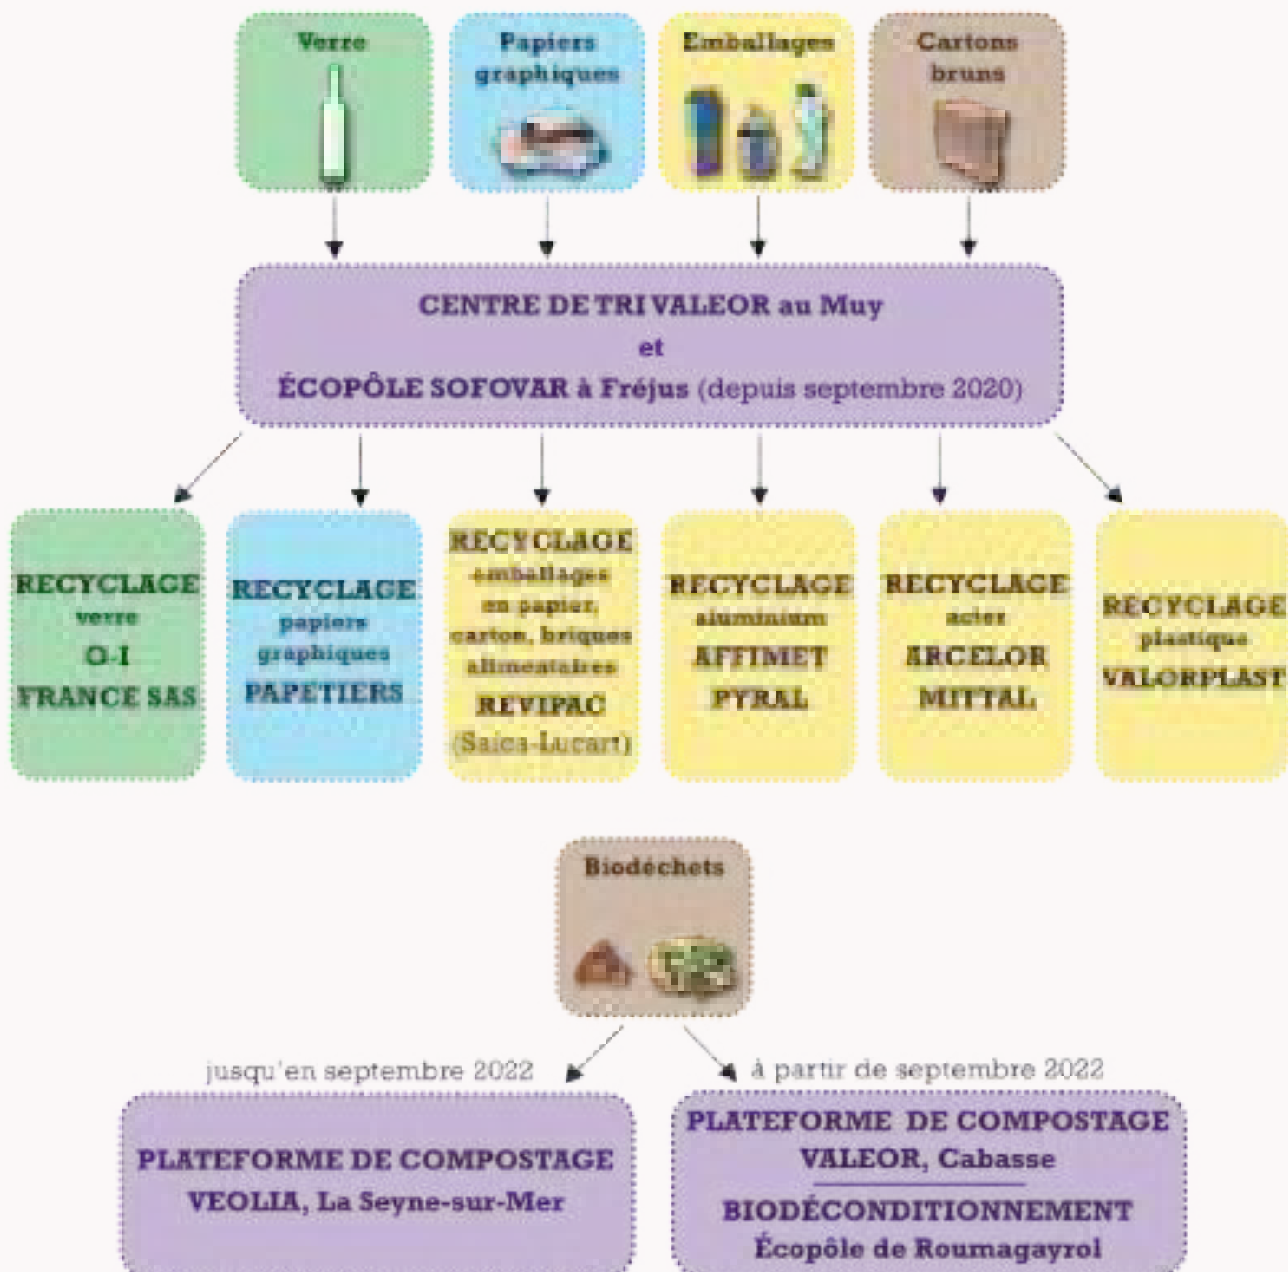 Verre
Papiers
graphiques
Emballages
Cartons
bruns
CENTRE DE TRI VALEOR au Muy
et
ÉCOPÔLE SOFOVAR à Fréjus (depuis septembre 2020)
RECYCLAGE
verre
O-I
FRANCE SAS
RECYCLAGE
papiers
graphiques
PAPETIERS
RECYCLAGE
emballages
en papier,
carton, briques
alimentaires
REVIPAC
(Saica-Lucart)
RECYCLAGE
aluminium
AFFIMET
PYRAL
RECYCLAGE
acier
ARCELOR
MITTAL
RECYCLAGE
plastique
VALORPLAST
Biodéchets
jusqu'en septembre 2022
à partir de septembre 2022
PLATEFORME DE COMPOSTAGE
VEOLIA, La Seyne-sur-Mer
PLATEFORME DE COMPOSTAGE
VALEOR, Cabasse
BIODÉCONDITIONNEMENT
Écopôle de Roumagayrol